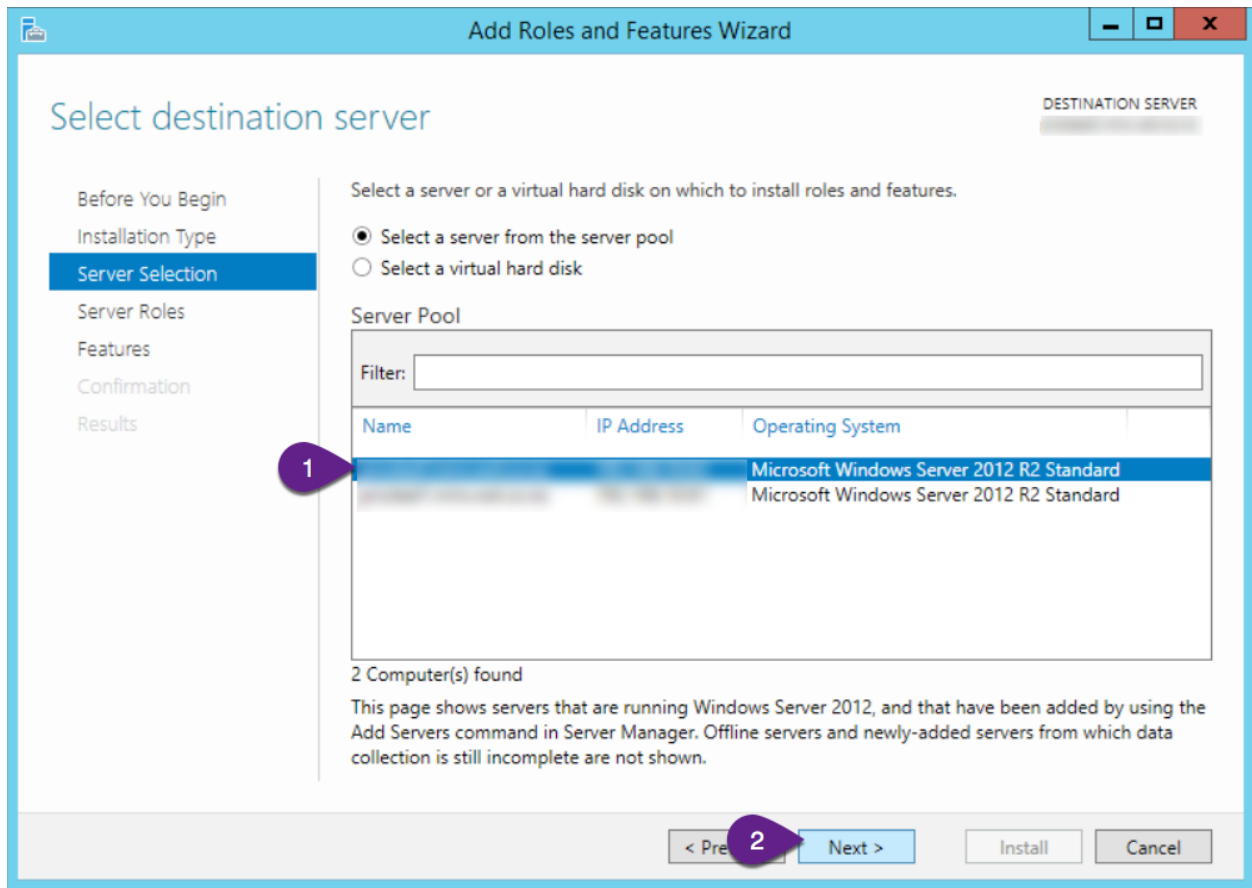 Add Roles and Features Wizard
Select destination server
DESTINATION SERVER
Before You Begin
Installation Type
Server Selection
Server Roles
Features
Confirmation
Results
Select a server or a virtual hard disk on which to install roles and features.
Select a server from the server pool
Select a virtual hard disk
Server Pool
Filter:
Name IP Address Operating System
1
Microsoft Windows Server 2012 R2 Standard
Microsoft Windows Server 2012 R2 Standard
2 Computer(s) found
This page shows servers that are running Windows Server 2012, and that have been added by using the
Add Servers command in Server Manager. Offline servers and newly-added servers from which data
collection is still incomplete are not shown.
< Pre 2 Next > Install Cancel